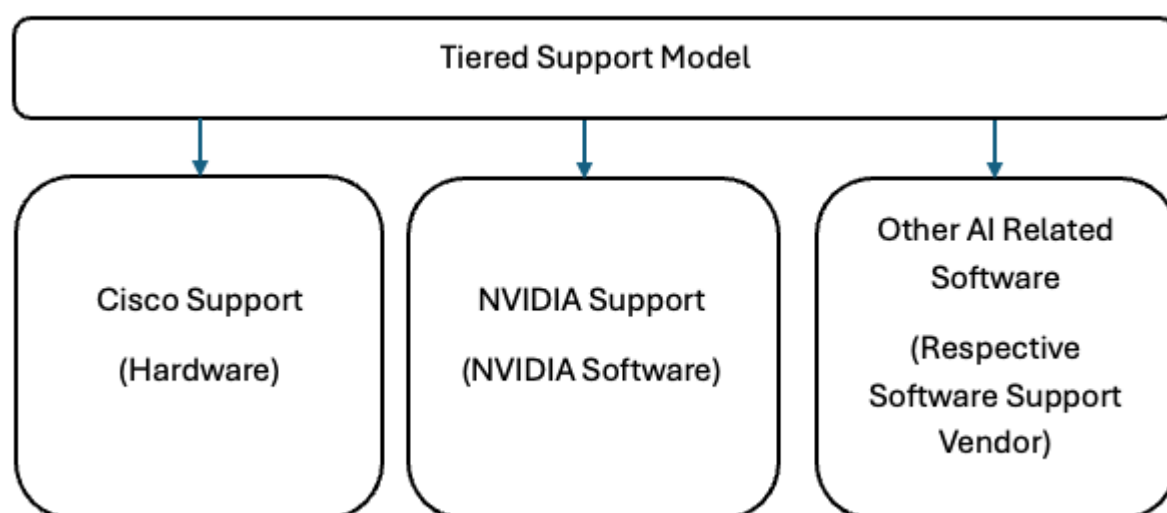 Tiered Support Model
Cisco Support
(Hardware)
NVIDIA Support
(NVIDIA Software)
Other AI Related
Software
(Respective
Software Support
Vendor)